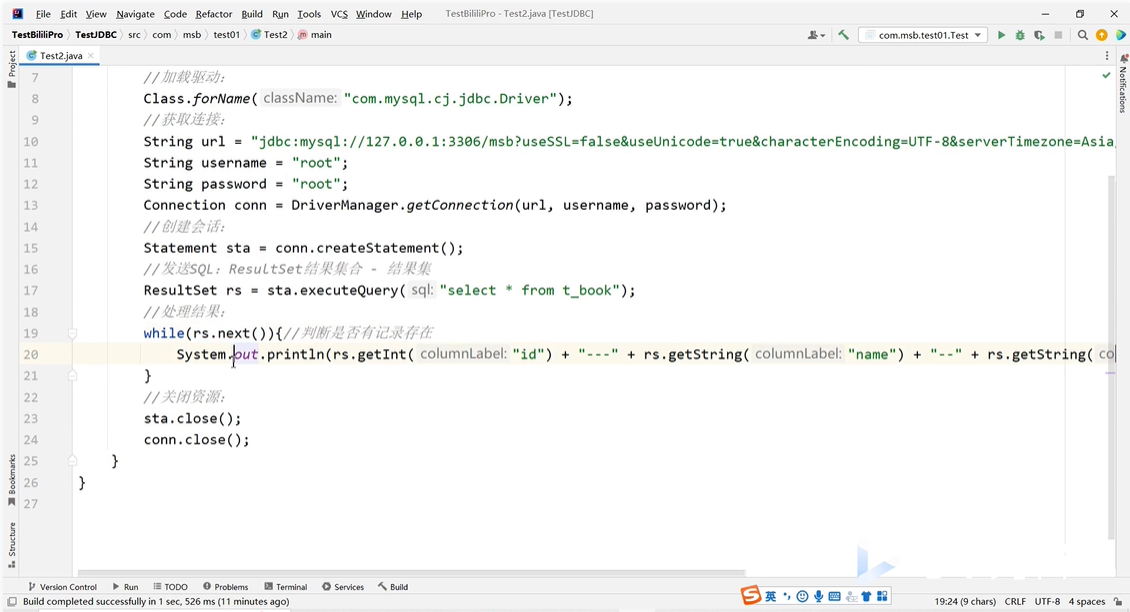 File Edit View Navigate Code Refactor Build Run Tools VCS Window Help TestBilibliPro - Test2.java [TestJDBC]
TestBilibliPro TestJDBC src com msb test01 Test2 main com.msb.test01.Test
Project
Test2.java
Notifications
7 //加载驱动:
8 Class.forName( className: "com.mysql.cj.jdbc.Driver");
9 //获取连接:
10 String url = "jdbc:mysql://127.0.0.1:3306/msb?useSSL=false&useUnicode=true&characterEncoding=UTF-8&serverTimezone=Asia
11 String username = "root";
12 String password = "root";
13 Connection conn = DriverManager.getConnection(url, username, password);
14 //创建会话:
15 Statement sta = conn.createStatement();
16 //发送SQL: ResultSet结果集合 - 结果集
17 ResultSet rs = sta.executeQuery( sql: "select * from t_book");
18 //处理结果:
19 while(rs.next()){//判断是否有记录存在
20 System.out.println(rs.getInt( columnLabel: "id") + "---" + rs.getString( columnLabel: "name") + "--" + rs.getString( co
21 }
22 //关闭资源:
23 sta.close();
24 conn.close();
25 }
26 }
27
Bookmarks
Structure
Version Control Run TODO Problems Terminal Services Build
英
Build completed successfully in 1 sec, 526 ms (11 minutes ago) 19:24 (9 chars) CRLF UTF-8 4 spaces